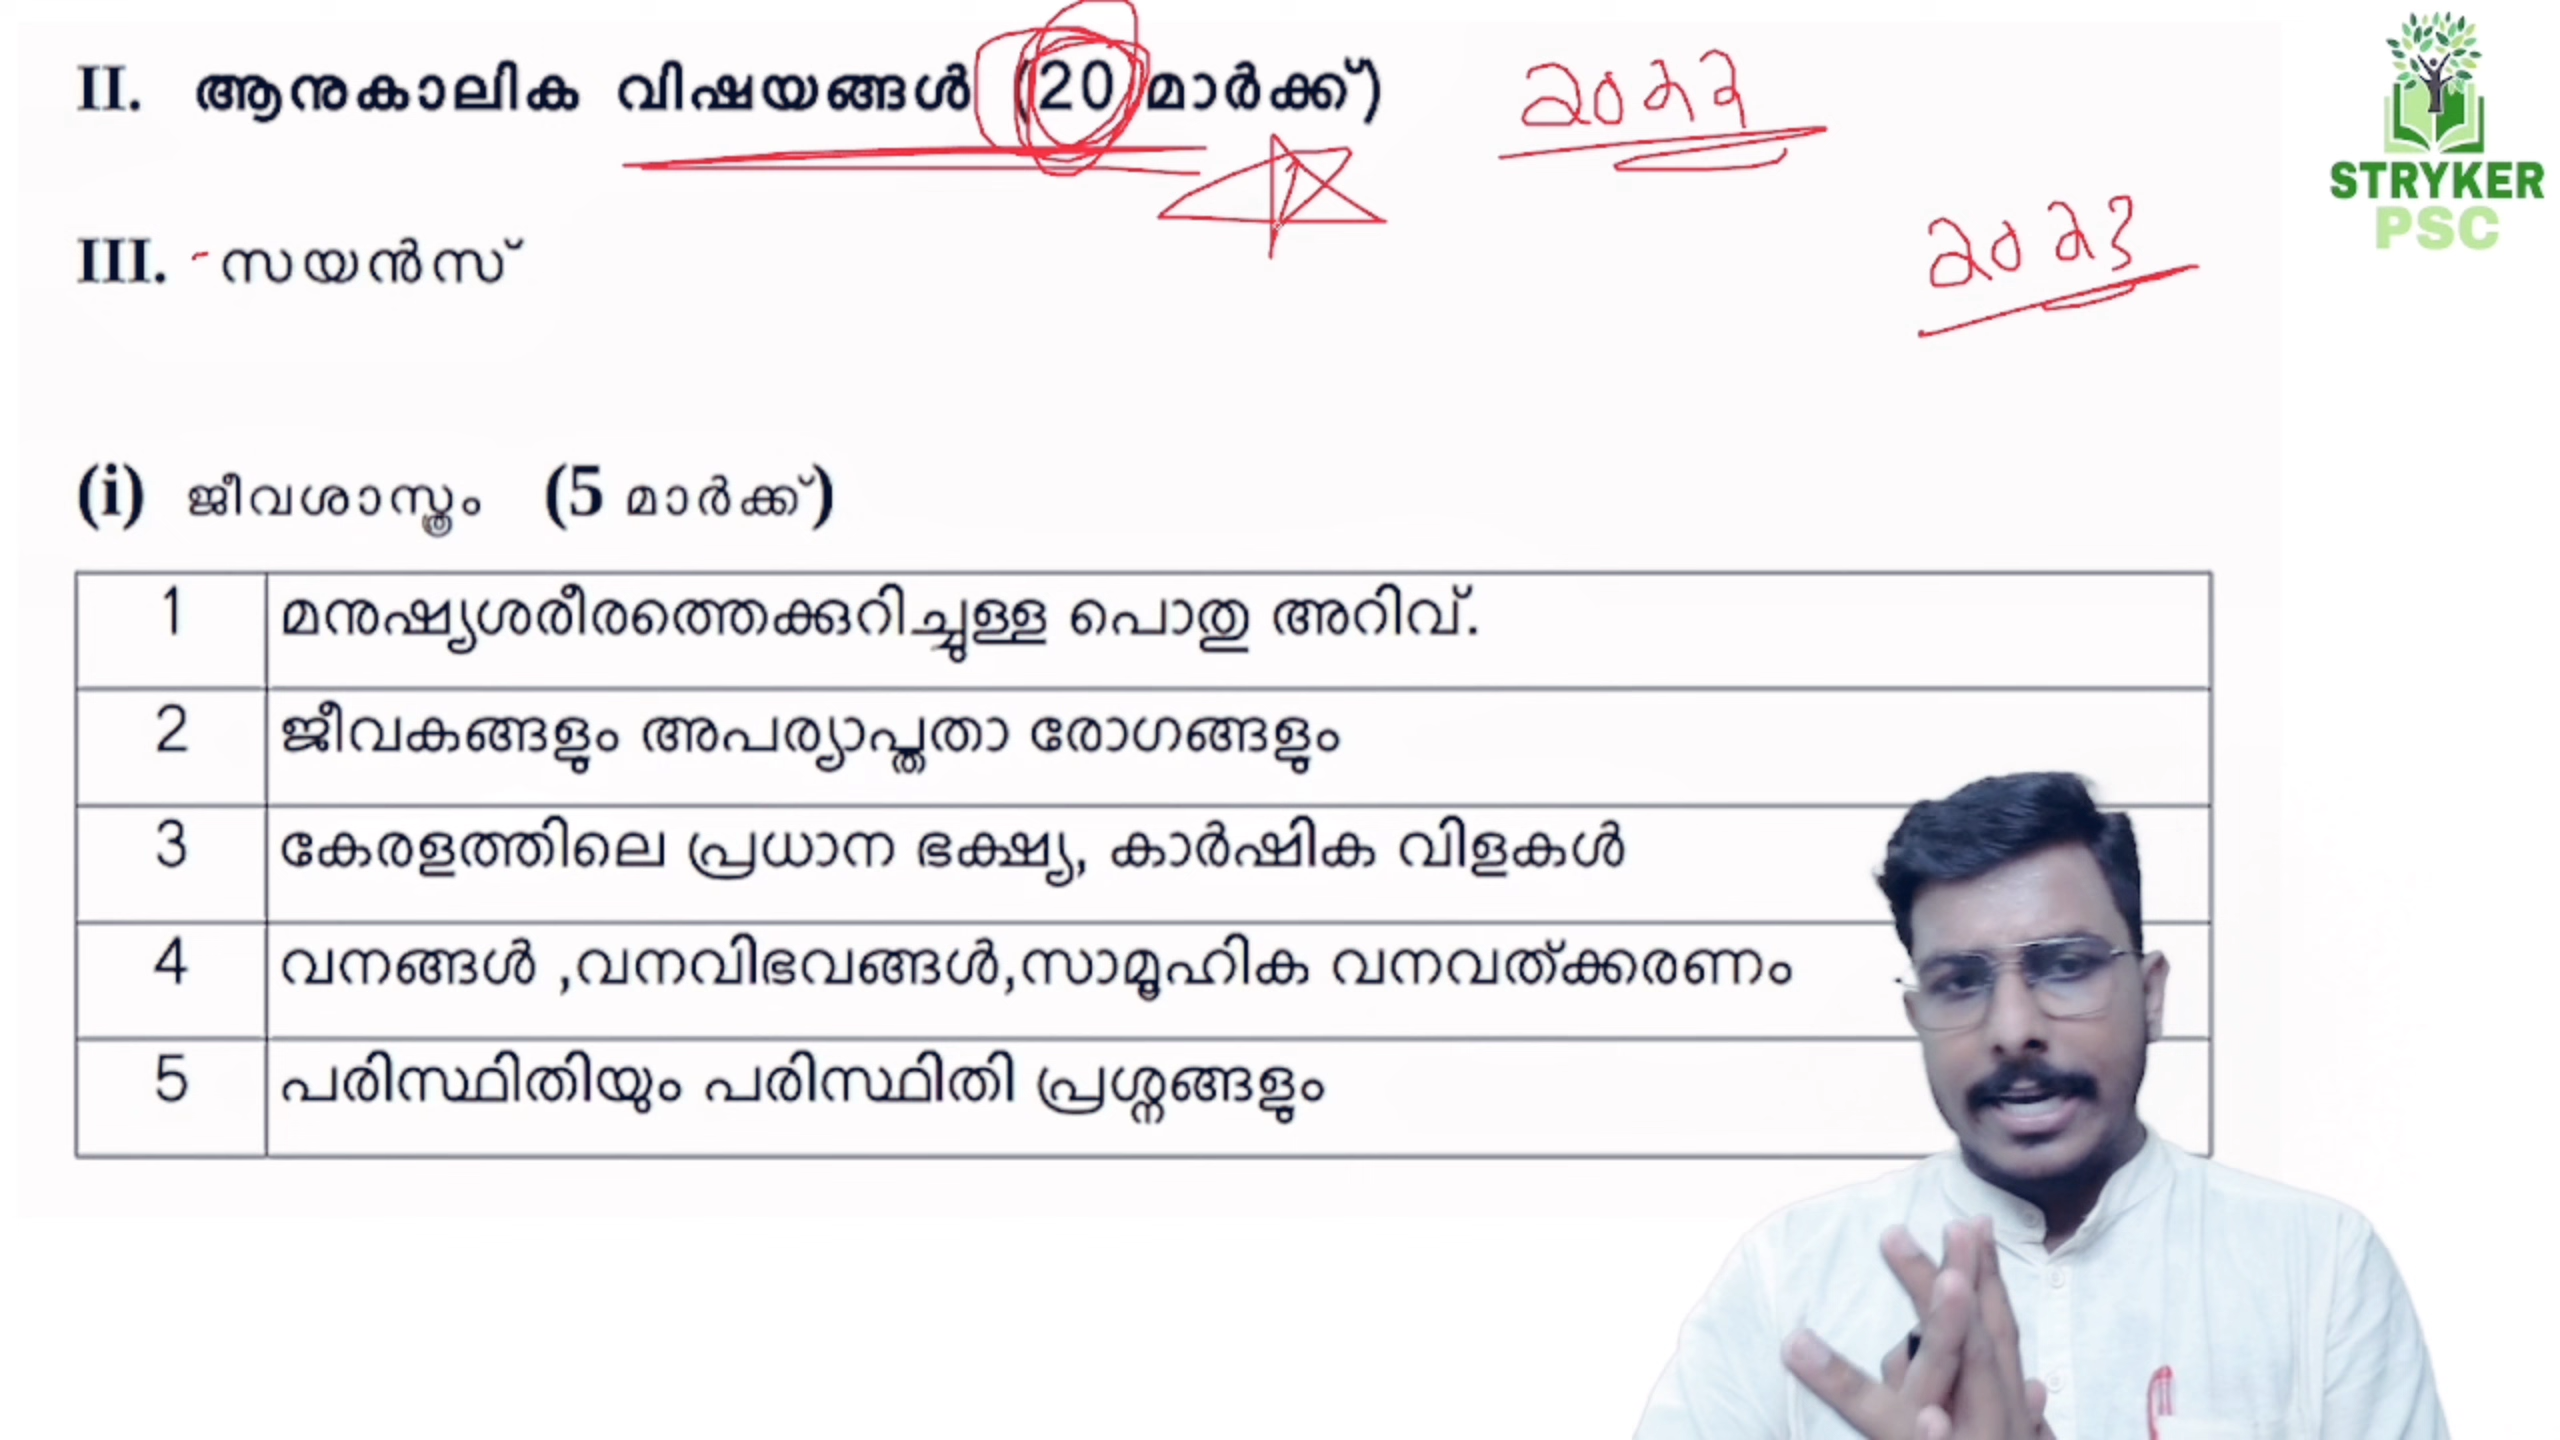 II. ആനുകാലിക വിഷയങ്ങൾ (20 മാർക്ക്)
2022
STRYKER
PSC
2023
III. സയൻസ്
(i) ജീവശാസ്ത്രം (5 മാർക്ക്)
1 മനുഷ്യശരീരത്തെക്കുറിച്ചുള്ള പൊതു അറിവ്.
2 ജീവകങ്ങളും അപര്യാപ്തതാ രോഗങ്ങളും
3 കേരളത്തിലെ പ്രധാന ഭക്ഷ്യ, കാർഷിക വിളകൾ
4 വനങ്ങൾ ,വനവിഭവങ്ങൾ,സാമൂഹിക വനവത്ക്കരണം
5 പരിസ്ഥിതിയും പരിസ്ഥിതി പ്രശ്നങ്ങളും